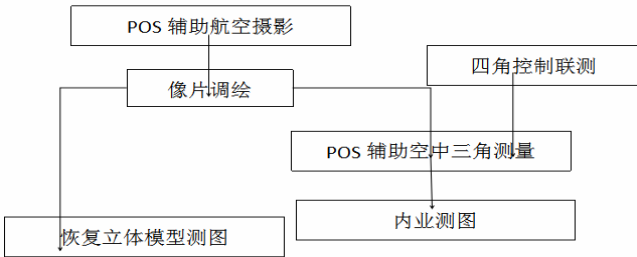 POS 辅助航空摄影
四角控制联测
像片调绘
POS 辅助空中三角测量
内业测图
恢复立体模型测图